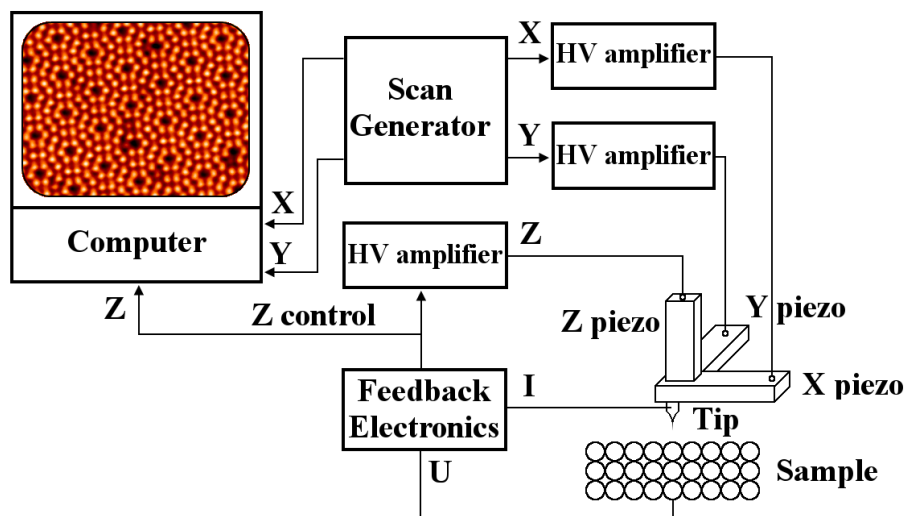 X
HV amplifier
Scan
Generator
Y
HV amplifier
X
Computer
Y
HV amplifier
Z
Z
Z control
Z piezo
Y piezo
X piezo
Feedback
Electronics
I
Tip
U
Sample